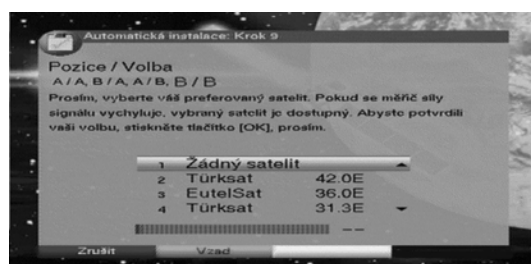 Automatická instalace: Krok 9
Pozice / Volba
A / A, B / A, A / B, B / B
Prosím, vyberte váš preferovaný satelit. Pokud se měřič síly
signálu vychyluje, vybraný satelit je dostupný. Abyste potvrdili
vaši volbu, stiskněte tlačítko [OK], prosím.
1 Žádný satelit
2 Türksat 42.0E
3 EutelSat 36.0E
4 Türksat 31.3E
--
Zrušit Vzad